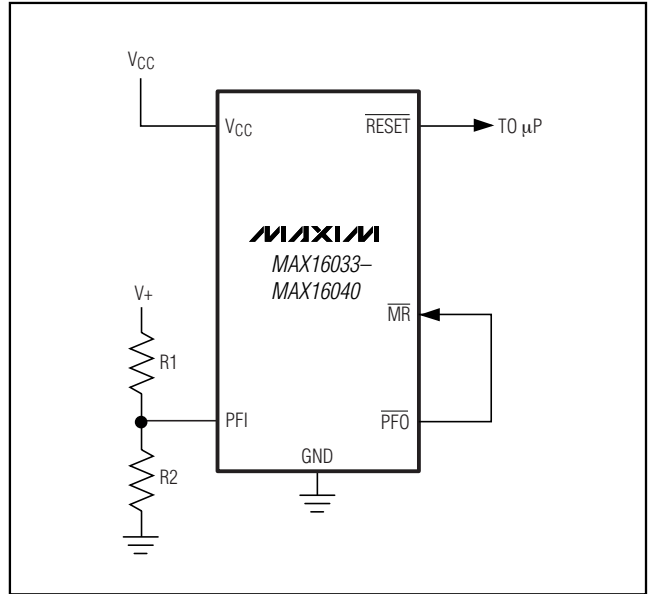 VCC
VCC
RESET
TO μP
MAXIM
MAX16033–
MAX16040
V+
MR
R1
PFI
PFO
GND
R2